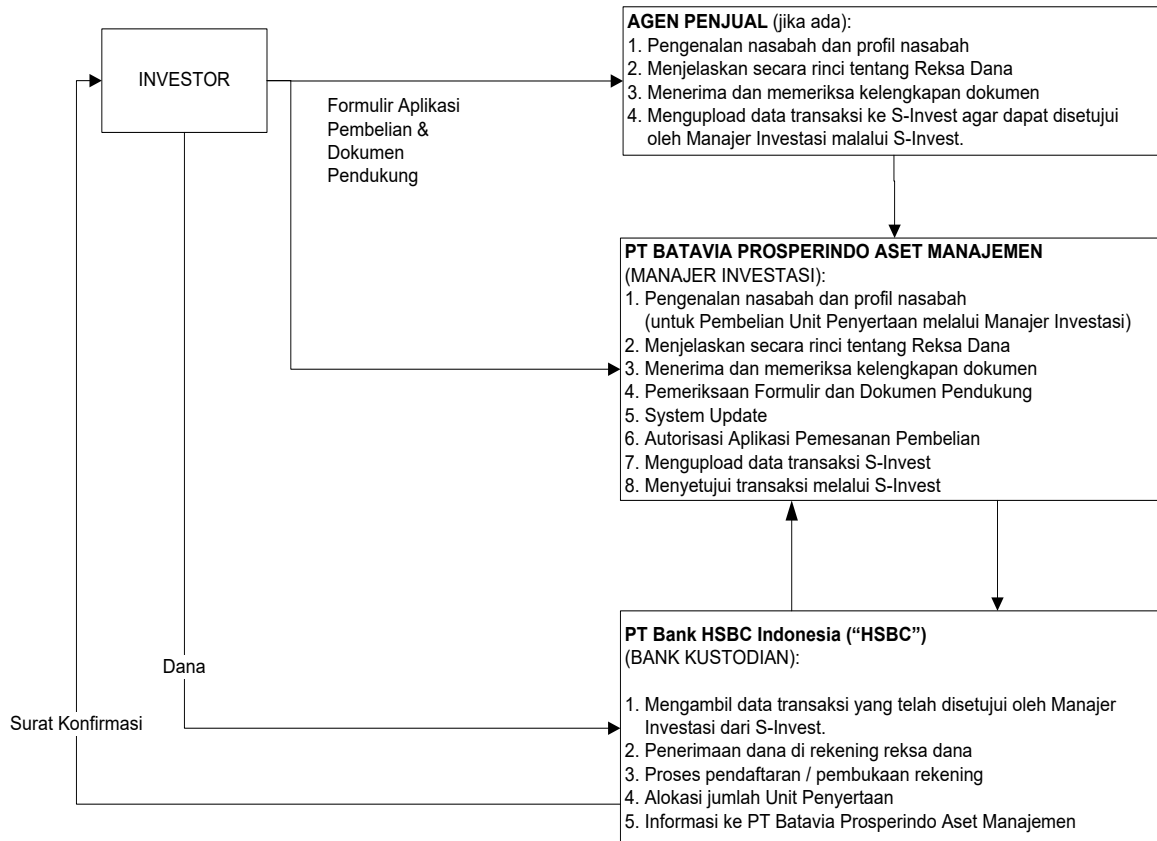 INVESTOR
Formulir Aplikasi
Pembelian &
Dokumen
Pendukung
AGEN PENJUAL (jika ada):
1. Pengenalan nasabah dan profil nasabah
2. Menjelaskan secara rinci tentang Reksa Dana
3. Menerima dan memeriksa kelengkapan dokumen
4. Mengupload data transaksi ke S-Invest agar dapat disetujui
oleh Manajer Investasi malalui S-Invest.
PT BATAVIA PROSPERINDO ASET MANAJEMEN
(MANAJER INVESTASI):
1. Pengenalan nasabah dan profil nasabah
(untuk Pembelian Unit Penyertaan melalui Manajer Investasi)
2. Menjelaskan secara rinci tentang Reksa Dana
3. Menerima dan memeriksa kelengkapan dokumen
4. Pemeriksaan Formulir dan Dokumen Pendukung
5. System Update
6. Autorisasi Aplikasi Pemesanan Pembelian
7. Mengupload data transaksi S-Invest
8. Menyetujui transaksi melalui S-Invest
Dana
Surat Konfirmasi
PT Bank HSBC Indonesia (“HSBC”)
(BANK KUSTODIAN):
1. Mengambil data transaksi yang telah disetujui oleh Manajer
Investasi dari S-Invest.
2. Penerimaan dana di rekening reksa dana
3. Proses pendaftaran / pembukaan rekening
4. Alokasi jumlah Unit Penyertaan
5. Informasi ke PT Batavia Prosperindo Aset Manajemen